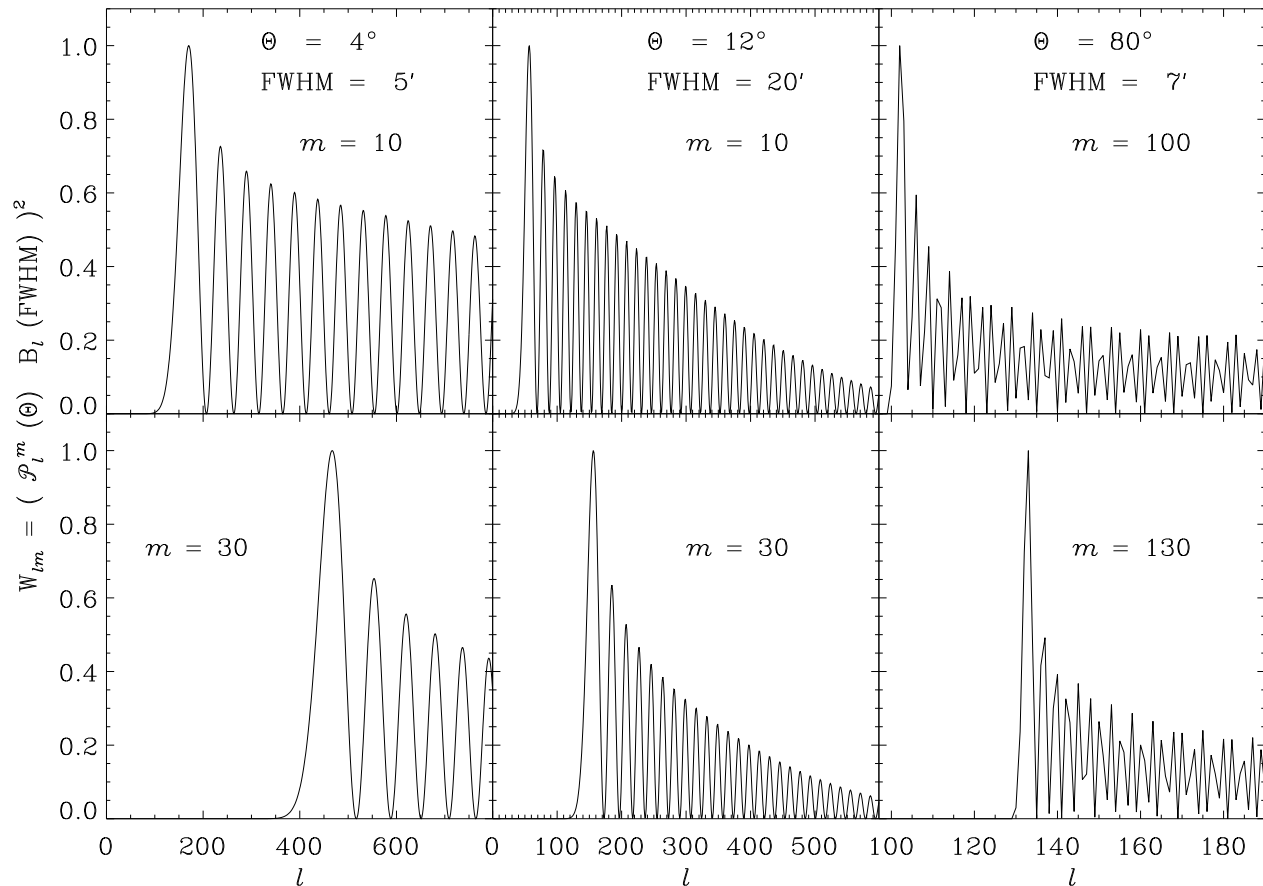 W_{lm} = ( 𝒫_l^m (Θ) B_l (FWHM) )^2
Θ = 4°
FWHM = 5′
m = 10
Θ = 12°
FWHM = 20′
m = 10
Θ = 80°
FWHM = 7′
m = 100
1.0
0.8
0.6
0.4
0.2
0.0
m = 30
m = 30
m = 130
1.0
0.8
0.6
0.4
0.2
0.0
0 200 400 600
0 100 200 300 400 500
100 120 140 160 180
l
l
l